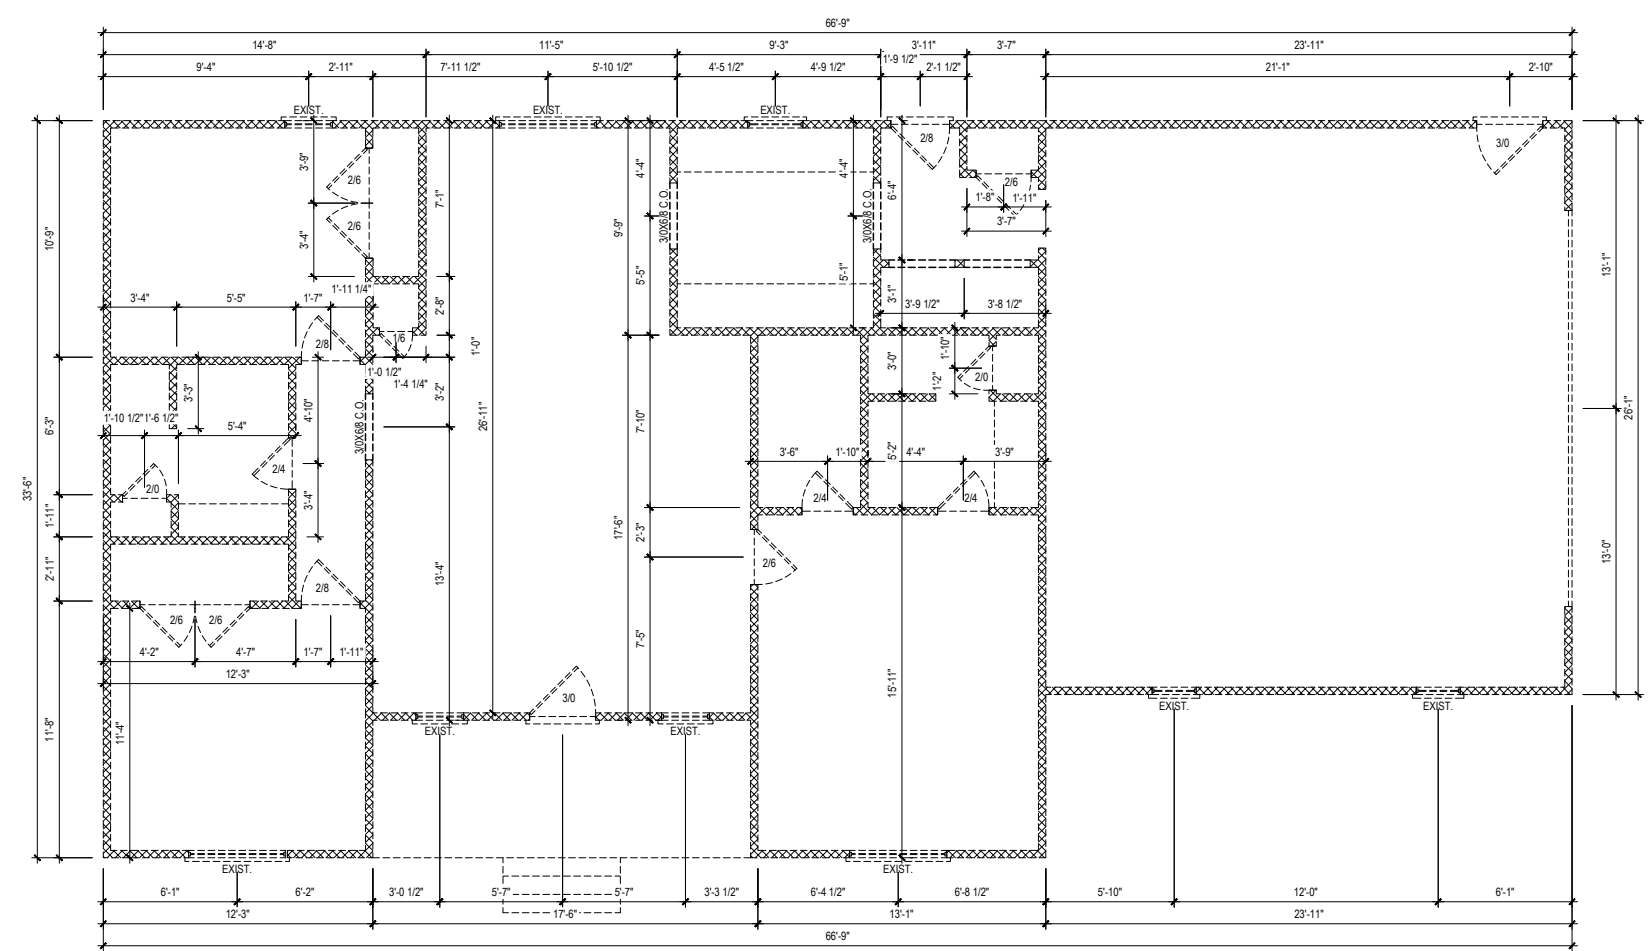 66'-9"
14'-8" 11'-5" 9'-3" 3'-11" 3'-7" 23'-11"
9'-4" 2'-11" 7'-11 1/2" 5'-10 1/2" 4'-5 1/2" 4'-9 1/2" 1'-9 1/2" 2'-1 1/2" 21'-1" 2'-10"
EXIST. EXIST. EXIST.
2/8 3/0
3'-9" 4'-4" 4'-4"
2/6 2/6
7'-1" 6'-4"
1'-8" 1'-11"
3/0X6/8 C.O. 3/0X6/8 C.O.
2/6 3'-7"
10'-9" 3'-4" 9'-9" 13'-1"
5'-5" 5'-1"
1'-11 1/4" 3'-1"
3'-4" 5'-5" 1'-7" 2'-8" 3'-9 1/2" 3'-8 1/2"
2/8 1/6 1'-0" 1'-10"
3'-0"
1'-0 1/2" 1'-4 1/4" 1'-2" 2/0
3'-3" 3'-2"
26'-1"
1'-10 1/2" 1'-6 1/2" 5'-4" 4'-10" 3/0X6/8 C.O. 26'-11" 7'-10"
6'-3"
3'-6" 1'-10" 5'-2" 4'-4" 3'-9"
2/4
33'-6" 2/0 3'-4" 2/4 2/4
1'-11" 17'-6" 2'-3" 13'-0"
2/6
2'-11" 13'-4"
2/8
2/6 2/6
4'-2" 4'-7" 1'-7" 1'-11" 7'-5"
12'-3" 15'-11"
3/0
EXIST. EXIST.
EXIST. EXIST.
11'-8" 11'-4"
EXIST. EXIST.
6'-1" 6'-2" 3'-0 1/2" 5'-7" 5'-7" 3'-3 1/2" 6'-4 1/2" 6'-8 1/2" 5'-10" 12'-0" 6'-1"
12'-3" 17'-6" 13'-1" 23'-11"
66'-9"